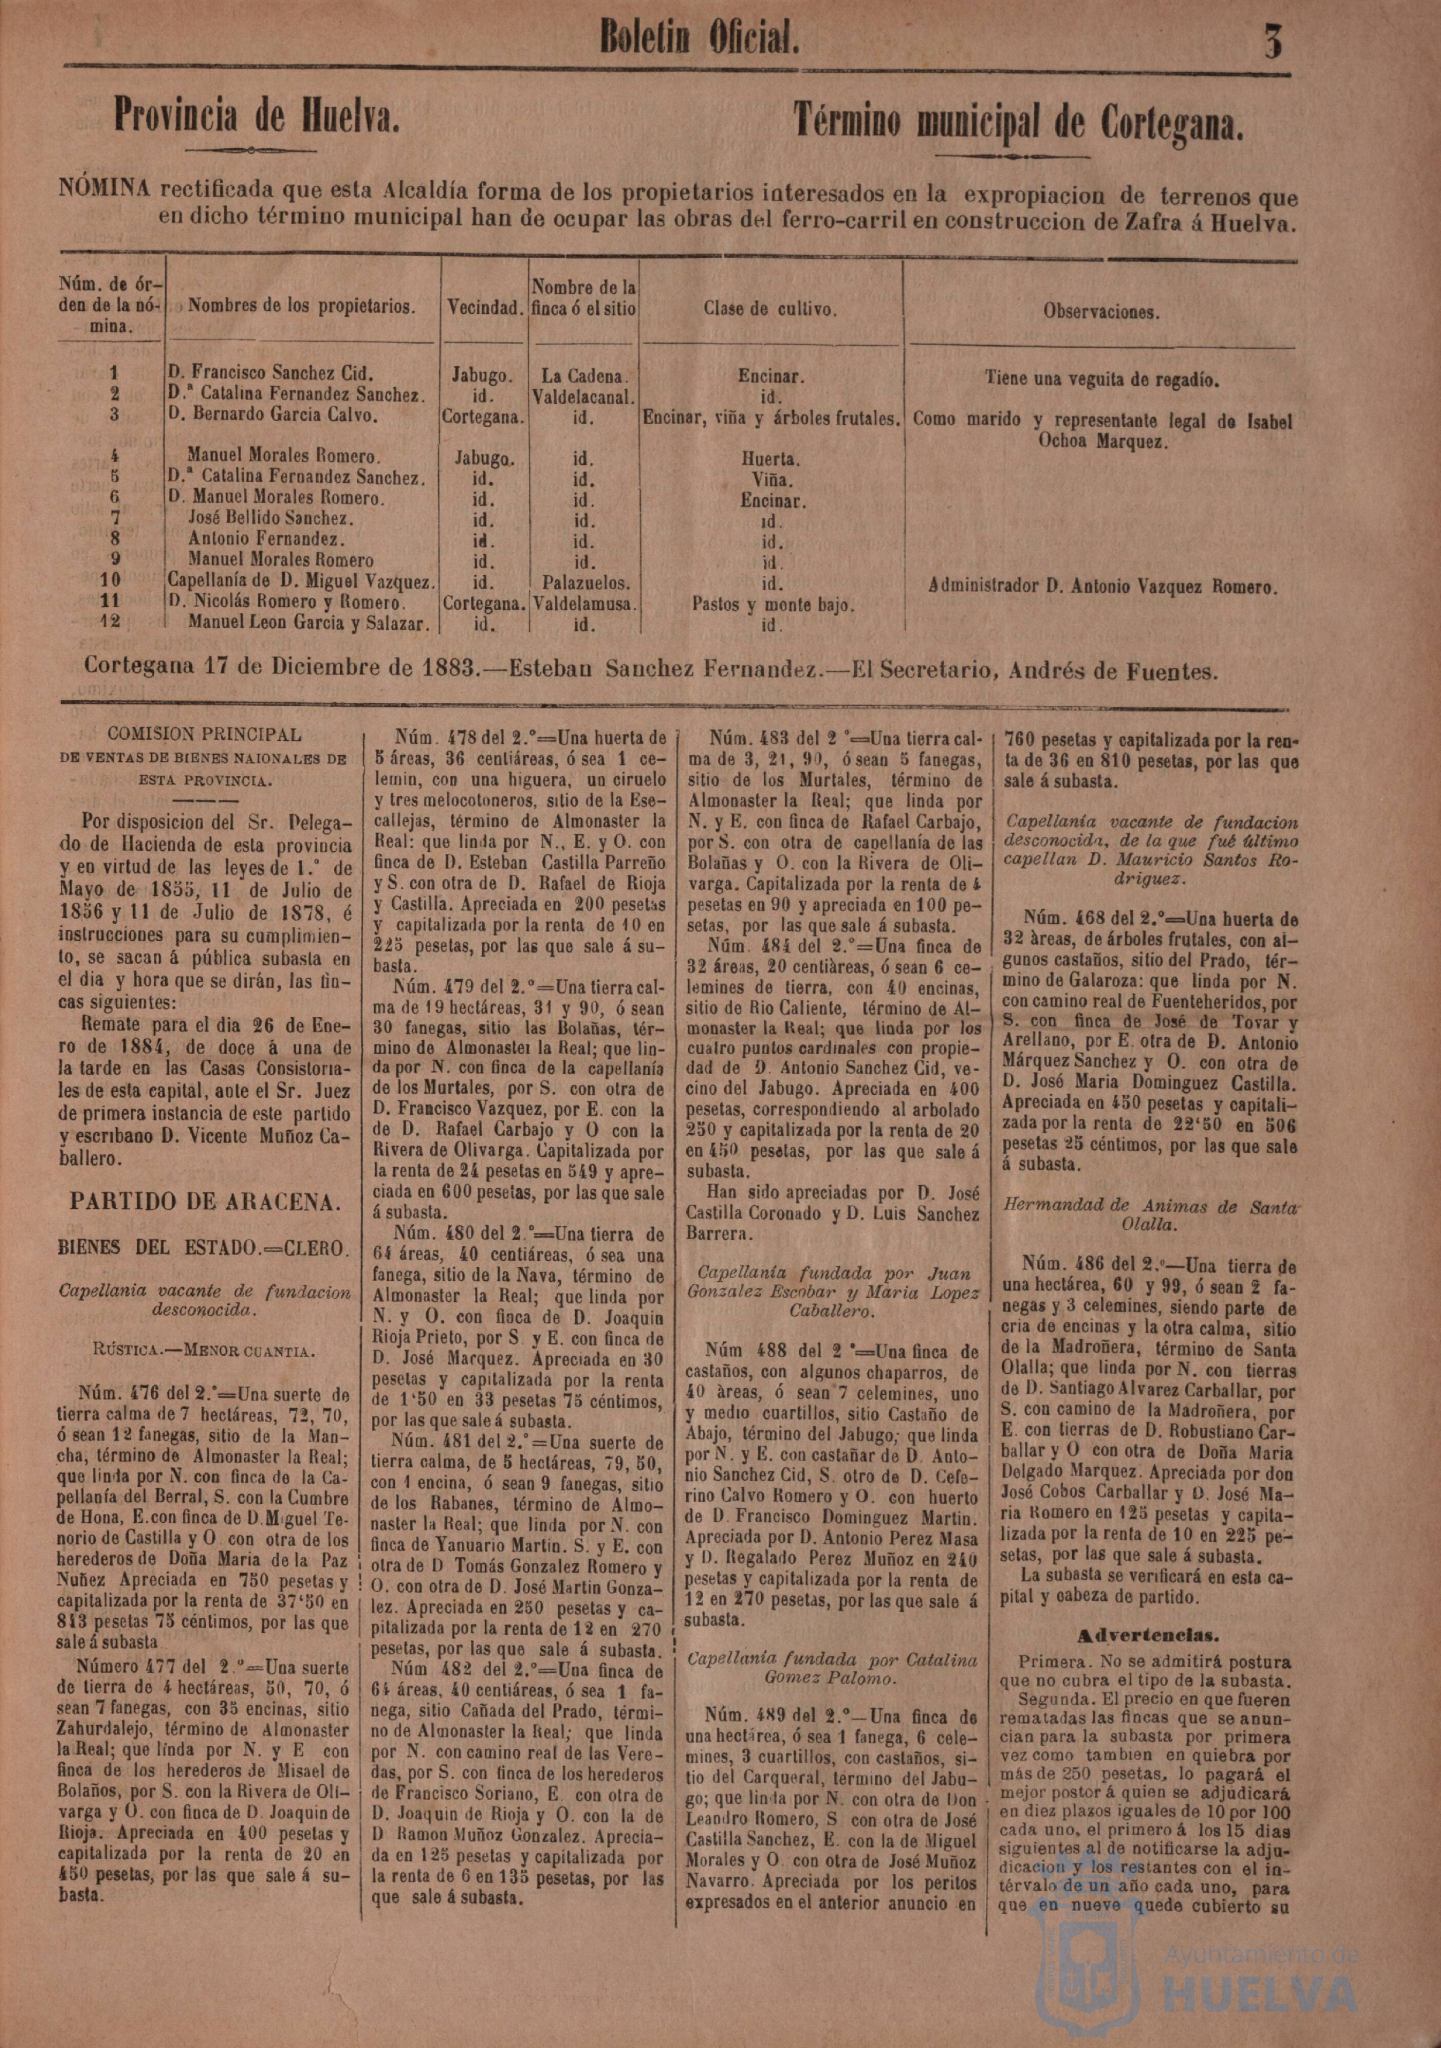 Boletin Oficial.
3
Provincia de Huelva.
Término municipal de Cortegana.
NÓMINA rectificada que esta Alcaldía forma de los propietarios interesados en la expropiacion de terrenos que
en dicho término municipal han de ocupar las obras del ferro-carril en construccion de Zafra á Huelva.
Núm. de ór-
den de la nó-
mina.
Nombres de los propietarios.
Vecindad.
Nombre de la
finca ó el sitio
Clase de cultivo.
Observaciones.
1 D. Francisco Sanchez Cid. Jabugo. La Cadena. Encinar. Tiene una veguita de regadío.
2 D.ª Catalina Fernandez Sanchez. id. Valdelacanal. id.
3 D. Bernardo Garcia Calvo. Cortegana. id. Encinar, viña y árboles frutales. Como marido y representante legal de Isabel
Ochoa Marquez.
4 Manuel Morales Romero. Jabugo. id. Huerta.
5 D.ª Catalina Fernandez Sanchez. id. id. Viña.
6 D. Manuel Morales Romero. id. id. Encinar.
7 José Bellido Sanchez. id. id. id.
8 Antonio Fernandez. id. id. id.
9 Manuel Morales Romero id. id. id.
10 Capellanía de D. Miguel Vazquez. id. Palazuelos. id. Administrador D. Antonio Vazquez Romero.
11 D. Nicolás Romero y Romero. Cortegana. Valdelamusa. Pastos y monte bajo.
12 Manuel Leon Garcia y Salazar. id. id. id.
Cortegana 17 de Diciembre de 1883.—Esteban Sanchez Fernandez.—El Secretario, Andrés de Fuentes.
COMISION PRINCIPAL
DE VENTAS DE BIENES NAIONALES DE
ESTA PROVINCIA.
Por disposicion del Sr. Delega-
do de Hacienda de esta provincia
y en virtud de las leyes de 1.º de
Mayo de 1855, 11 de Julio de
1856 y 11 de Julio de 1878, é
instrucciones para su cumplimien-
to, se sacan á pública subasta en
el dia y hora que se dirán, las fin-
cas siguientes:
Remate para el dia 26 de Ene-
ro de 1884, de doce á una de
la tarde en las Casas Consistoria-
les de esta capital, ante el Sr. Juez
de primera instancia de este partido
y escribano D. Vicente Muñoz Ca-
ballero.
PARTIDO DE ARACENA.
BIENES DEL ESTADO.=CLERO.
Capellania vacante de fundacion
desconocida.
RÚSTICA.—MENOR CUANTIA.
Núm. 476 del 2.º=Una suerte de
tierra calma de 7 hectáreas, 72, 70,
ó sean 12 fanegas, sitio de la Man-
cha, término de Almonaster la Real;
que linda por N. con finca de la Ca-
pellanía del Berral, S. con la Cumbre
de Hona, E. con finca de D. Miguel Te-
norio de Castilla y O. con otra de los
herederos de Doña Maria de la Paz
Nuñez Apreciada en 750 pesetas y
capitalizada por la renta de 37'50 en
843 pesetas 75 céntimos, por las que
sale á subasta
Número 477 del 2.º=Una suerte
de tierra de 4 hectáreas, 50, 70, ó
sean 7 fanegas, con 35 encinas, sitio
Zahurdalejo, término de Almonaster
la Real; que linda por N. y E con
finca de los herederos de Misael de
Bolaños, por S. con la Rivera de Oli-
varga y O. con finca de D. Joaquin de
Rioja. Apreciada en 400 pesetas y
capitalizada por la renta de 20 en
450 pesetas, por las que sale á su-
basta.
Núm. 478 del 2.º=Una huerta de
5 áreas, 36 centiáreas, ó sea 1 ce-
lemin, con una higuera, un ciruelo
y tres melocotoneros, sitio de la Ese-
callejas, término de Almonaster la
Real: que linda por N., E. y O. con
finca de D. Esteban Castilla Parreño
y S. con otra de D. Rafael de Rioja
y Castilla. Apreciada en 200 pesetas
y capitalizada por la renta de 10 en
225 pesetas, por las que sale á su-
basta.
Núm. 479 del 2.º=Una tierra cal-
ma de 19 hectáreas, 31 y 90, ó sean
30 fanegas, sitio las Bolañas, tér-
mino de Almonaster la Real; que lin-
da por N. con finca de la capellanía
de los Murtales, por S. con otra de
D. Francisco Vazquez, por E. con la
de D. Rafael Carbajo y O con la
Rivera de Olivarga. Capitalizada por
la renta de 24 pesetas en 549 y apre-
ciada en 600 pesetas, por las que sale
á subasta.
Núm. 480 del 2.º=Una tierra de
64 áreas, 40 centiáreas, ó sea una
fanega, sitio de la Nava, término de
Almonaster la Real; que linda por
N. y O. con finca de D. Joaquin
Rioja Prieto, por S. y E. con finca de
D. José Marquez. Apreciada en 30
pesetas y capitalizada por la renta
de 1'50 en 33 pesetas 75 céntimos,
por las que sale á subasta.
Núm. 481 del 2.º=Una suerte de
tierra calma, de 5 hectáreas, 79, 50,
con 1 encina, ó sean 9 fanegas, sitio
de los Rabanes, término de Almo-
naster la Real; que linda por N. con
finca de Yanuario Martin. S. y E. con
otra de D Tomás Gonzalez Romero y
O. con otra de D. José Martin Gonza-
lez. Apreciada en 250 pesetas y ca-
pitalizada por la renta de 12 en 270
pesetas, por las que sale á subasta.
Núm 482 del 2.º=Una finca de
64 áreas, 40 centiáreas, ó sea 1 fa-
nega, sitio Cañada del Prado, térmi-
no de Almonaster la Real; que linda
por N. con camino real de las Vere-
das, por S. con finca de los herederos
de Francisco Soriano, E. con otra de
D. Joaquin de Rioja y O. con la de
D Ramon Muñoz Gonzalez. Aprecia-
da en 125 pesetas y capitalizada por
la renta de 6 en 135 pesetas, por las
que sale á subasta.
Núm. 483 del 2 º=Una tierra cal-
ma de 3, 21, 90, ó sean 5 fanegas,
sitio de los Murtales, término de
Almonaster la Real; que linda por
N. y E. con finca de Rafael Carbajo,
por S. con otra de capellanía de las
Bolañas y O. con la Rivera de Oli-
varga. Capitalizada por la renta de 4
pesetas en 90 y apreciada en 100 pe-
setas, por las que sale á subasta.
Núm. 484 del 2.º=Una finca de
32 áreas, 20 centiàreas, ó sean 6 ce-
lemines de tierra, con 40 encinas,
sitio de Rio Caliente, término de Al-
monaster la Real; que linda por los
cuatro puntos cardinales con propie-
dad de D. Antonio Sanchez Cid, ve-
cino del Jabugo. Apreciada en 400
pesetas, correspondiendo al arbolado
250 y capitalizada por la renta de 20
en 450 pesetas, por las que sale á
subasta.
Han sido apreciadas por D. José
Castilla Coronado y D. Luis Sanchez
Barrera.
Capellanía fundada por Juan
Gonzalez Escobar y Maria Lopez
Caballero.
Núm 488 del 2 º=Una finca de
castaños, con algunos chaparros, de
40 àreas, ó sean 7 celemines, uno
y medio cuartillos, sitio Castaño de
Abajo, término del Jabugo; que linda
por N. y E. con castañar de D. Anto-
nio Sanchez Cid, S. otro de D. Cefe-
rino Calvo Romero y O. con huerto
de D. Francisco Dominguez Martin.
Apreciada por D. Antonio Perez Masa
y D. Regalado Perez Muñoz en 240
pesetas y capitalizada por la renta de
12 en 270 pesetas, por las que sale á
subasta.
Capellanía fundada por Catalina
Gomez Palomo.
Núm. 489 del 2.º—Una finca de
una hectárea, ó sea 1 fanega, 6 cele-
mines, 3 cuartillos, con castaños, si-
tio del Carqueral, término del Jabu-
go; que linda por N. con otra de Don
Leandro Romero, S con otra de José
Castilla Sanchez, E. con la de Miguel
Morales y O. con otra de José Muñoz
Navarro. Apreciada por los peritos
expresados en el anterior anuncio en
760 pesetas y capitalizada por la ren-
ta de 36 en 810 pesetas, por las que
sale á subasta.
Capellanía vacante de fundacion
desconocida, de la que fué último
capellan D. Mauricio Santos Ro-
driguez.
Núm. 468 del 2.º=Una huerta de
32 àreas, de árboles frutales, con al-
gunos castaños, sitio del Prado, tér-
mino de Galaroza: que linda por N.
con camino real de Fuenteheridos, por
S. con finca de José de Tovar y
Arellano, por E. otra de D. Antonio
Márquez Sanchez y O. con otra de
D. José Maria Dominguez Castilla.
Apreciada en 450 pesetas y capitali-
zada por la renta de 22'50 en 506
pesetas 25 céntimos, por las que sale
á subasta.
Hermandad de Animas de Santa
Olalla.
Núm. 486 del 2.º—Una tierra de
una hectárea, 60 y 99, ó sean 2 fa-
negas y 3 celemines, siendo parte de
cria de encinas y la otra calma, sitio
de la Madroñera, término de Santa
Olalla; que linda por N. con tierras
de D. Santiago Alvarez Carballar, por
S. con camino de la Madroñera, por
E. con tierras de D. Robustiano Car-
ballar y O con otra de Doña Maria
Delgado Marquez. Apreciada por don
José Cobos Carballar y D. José Ma-
ria Romero en 125 pesetas y capita-
lizada por la renta de 10 en 225 pe-
setas, por las que sale á subasta.
La subasta se verificará en esta ca-
pital y cabeza de partido.
Advertencias.
Primera. No se admitirá postura
que no cubra el tipo de la subasta.
Segunda. El precio en que fueren
rematadas las fincas que se anun-
cian para la subasta por primera
vez como tambien en quiebra por
más de 250 pesetas, lo pagará el
mejor postor á quien se adjudicará
en diez plazos iguales de 10 por 100
cada uno, el primero á los 15 dias
siguientes al de notificarse la adju-
dicacion y los restantes con el in-
térvalo de un año cada uno, para
que en nueve quede cubierto su
Ayuntamiento de
HUELVA